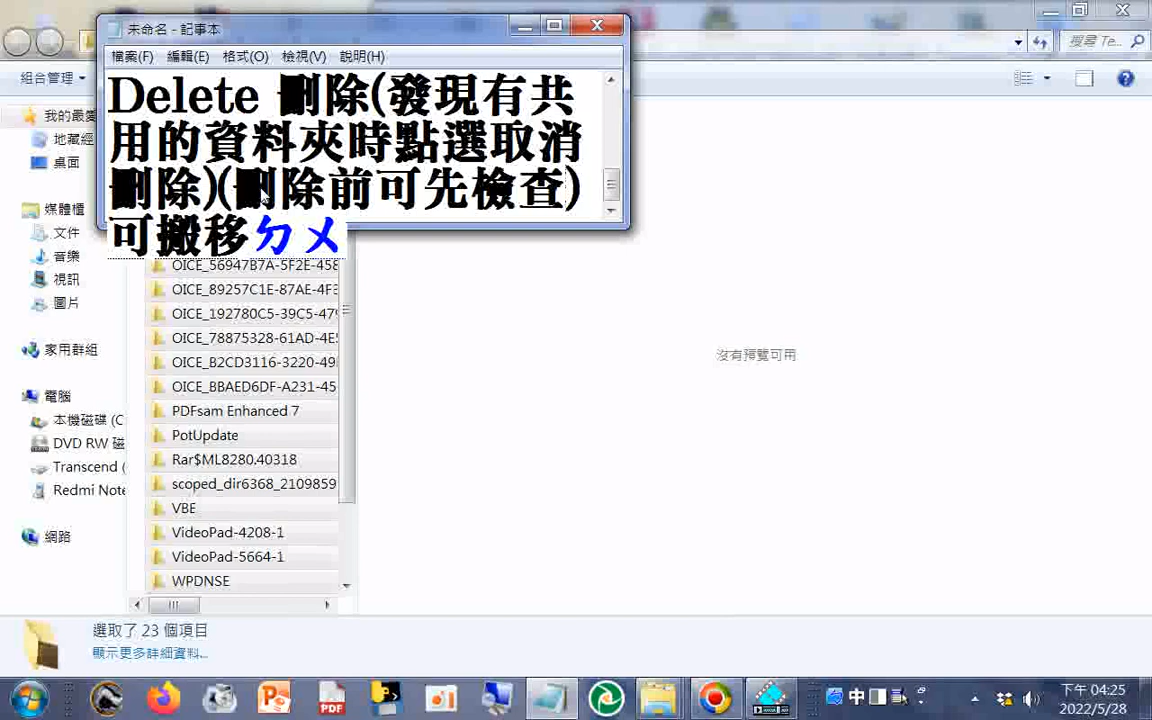 未命名 - 記事本
檔案(F) 編輯(E) 格式(O) 檢視(V) 說明(H)
Delete 刪除(發現有共
用的資料夾時點選取消
刪除)(刪除前可先檢查)
可搬移ㄉㄨ
搜尋 Te...
組合管理
我的最愛
地藏經
桌面
媒體櫃
文件
音樂
視訊
圖片
家用群組
電腦
本機磁碟 (C
DVD RW 磁
Transcend (
Redmi Note
網路
OICE_56947B7A-5F2E-458
OICE_89257C1E-87AE-4F3
OICE_192780C5-39C5-479
OICE_78875328-61AD-4E5
OICE_B2CD3116-3220-49
OICE_BBAED6DF-A231-45
PDFsam Enhanced 7
PotUpdate
Rar$ML8280.40318
scoped_dir6368_2109859
VBE
VideoPad-4208-1
VideoPad-5664-1
WPDNSE
沒有預覽可用
選取了 23 個項目
顯示更多詳細資料...
中
下午 04:25
2022/5/28